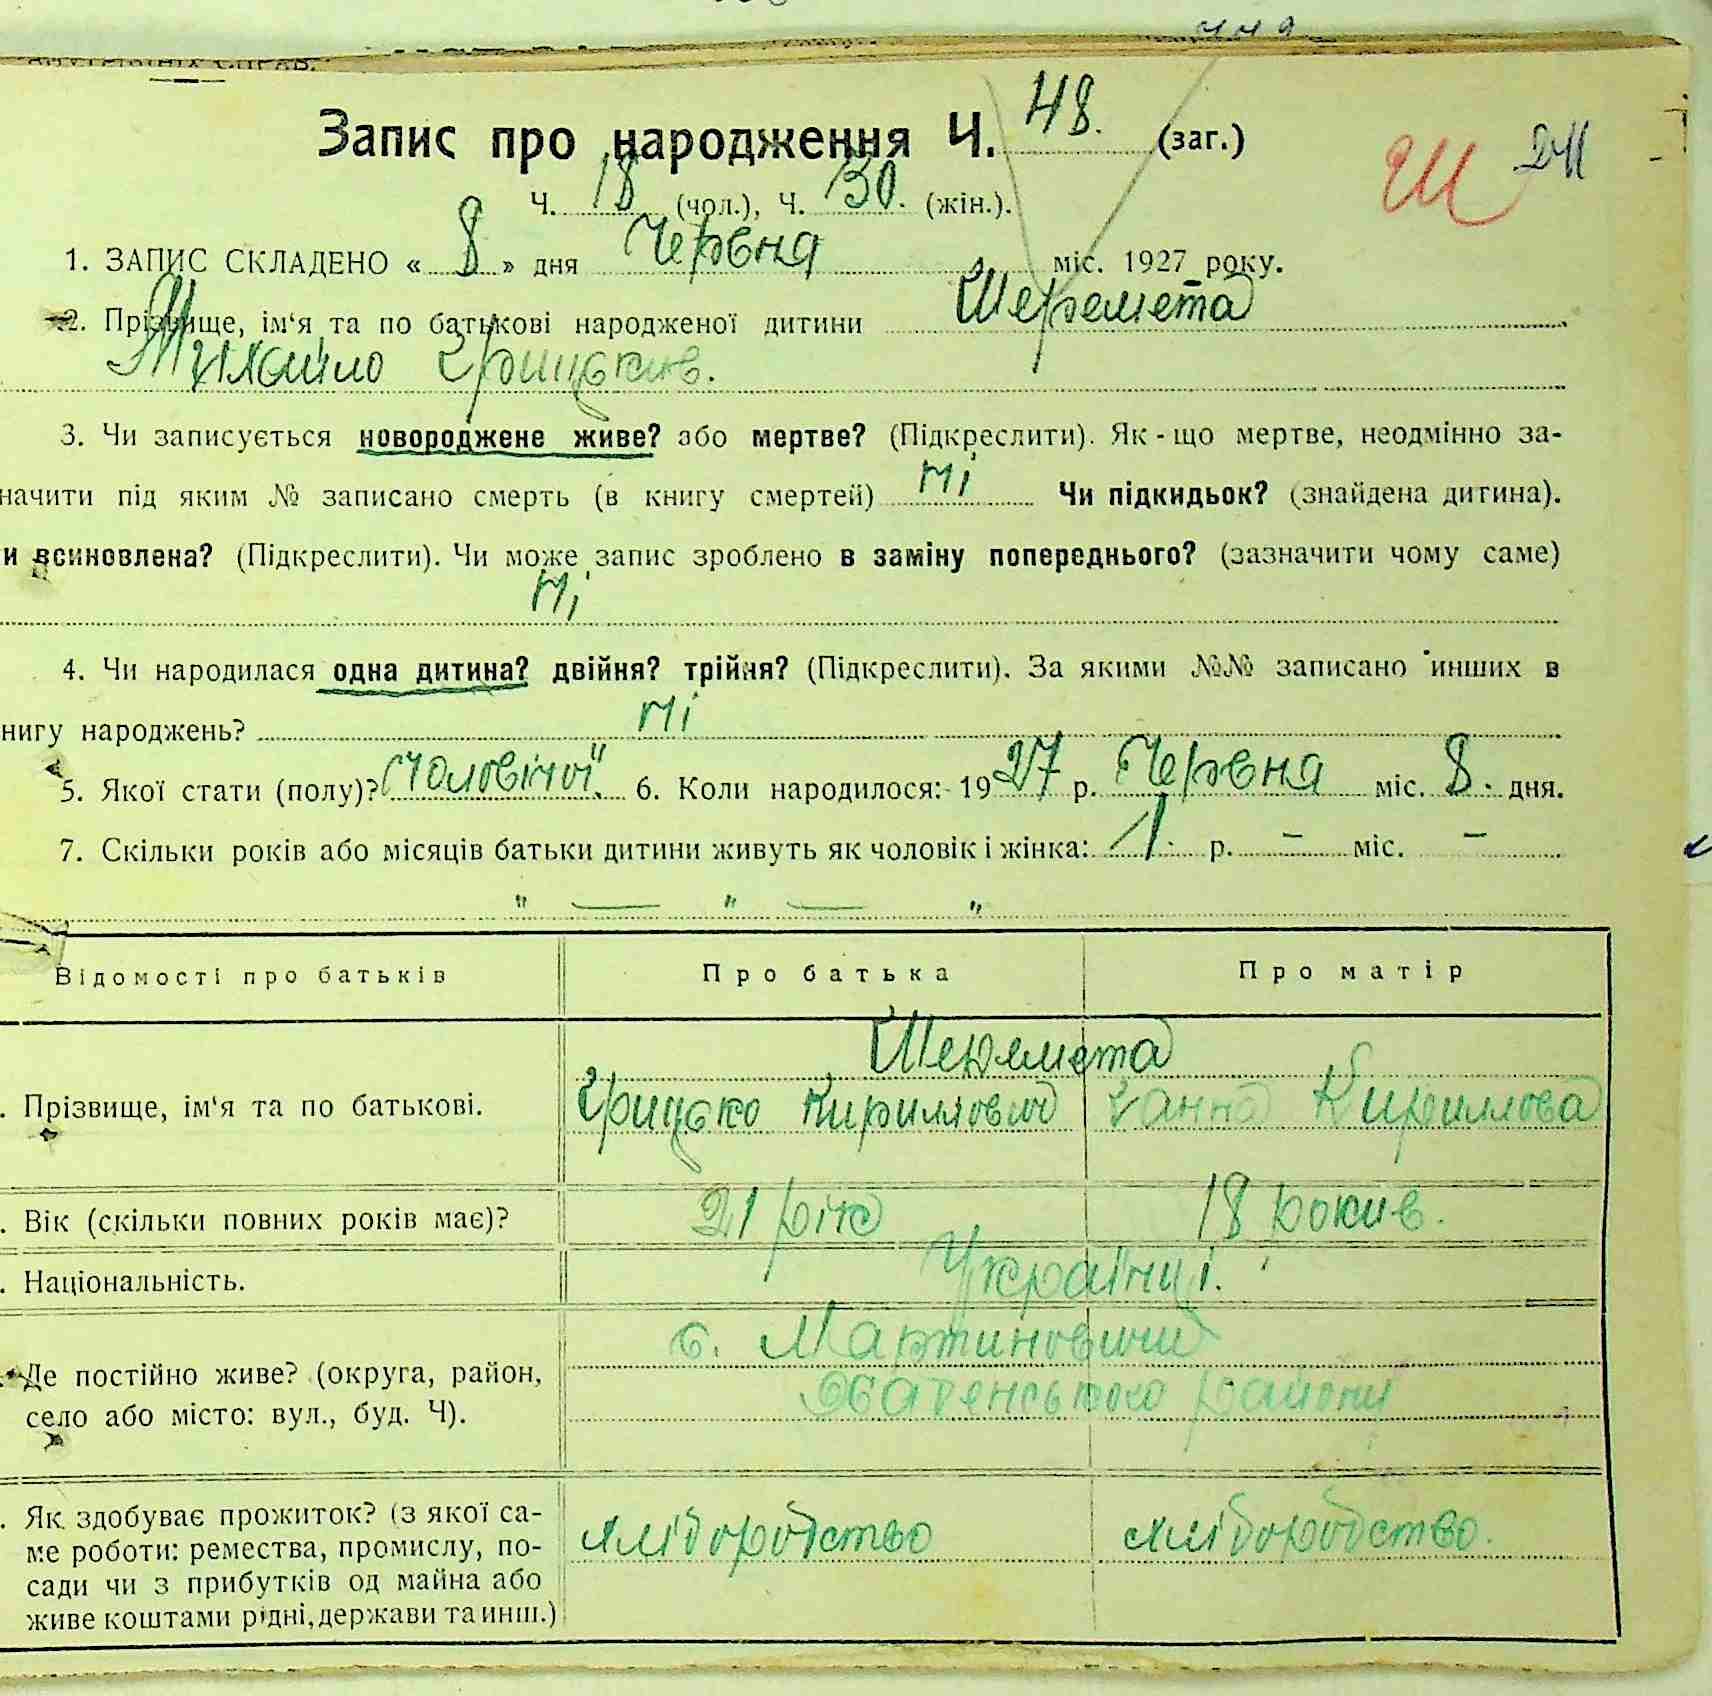 Запис про народження Ч. 48. (заг.)
Ч. 18 (чол.), Ч. 30. (жін.).
1. ЗАПИС СКЛАДЕНО « 8 » дня Червня міс. 1927 року.
2. Прізвище, ім‘я та по батькові народженої дитини Шеремета
Михайло Грицьків.
3. Чи записується новороджене живе? або мертве? (Підкреслити). Як-що мертве, неодмінно за-
начити під яким № записано смерть (в книгу смертей) ні Чи підкидьок? (знайдена дитина).
и всиновлена? (Підкреслити). Чи може запис зроблено в заміну попереднього? (зазначити чому саме)
ні
4. Чи народилася одна дитина? двійня? трійня? (Підкреслити). За якими №№ записано инших в
нигу народжень? ні
5. Якої стати (полу)? чоловічої. 6. Коли народилося: 1927 р. Червня міс. 8. дня.
7. Скільки років або місяців батьки дитини живуть як чоловік і жінка: 1. р. – міс. –
" — " — "
Відомості про батьків Про батька Про матір
Шеремета
. Прізвище, ім‘я та по батькові. Грицько Кириллович Ганна Кириллова
. Вік (скільки повних років має)? 21 рік 18 рокив.
. Національність. Українці.
с. Мартиновичі
. Де постійно живе? (округа, район, район
село або місто: вул., буд. Ч).
. Як здобуває прожиток? (з якої са- хліборобство хліборобство.
ме роботи: ремества, промислу, по-
сади чи з прибутків од майна або
живе коштами рідні, держави та инш.)